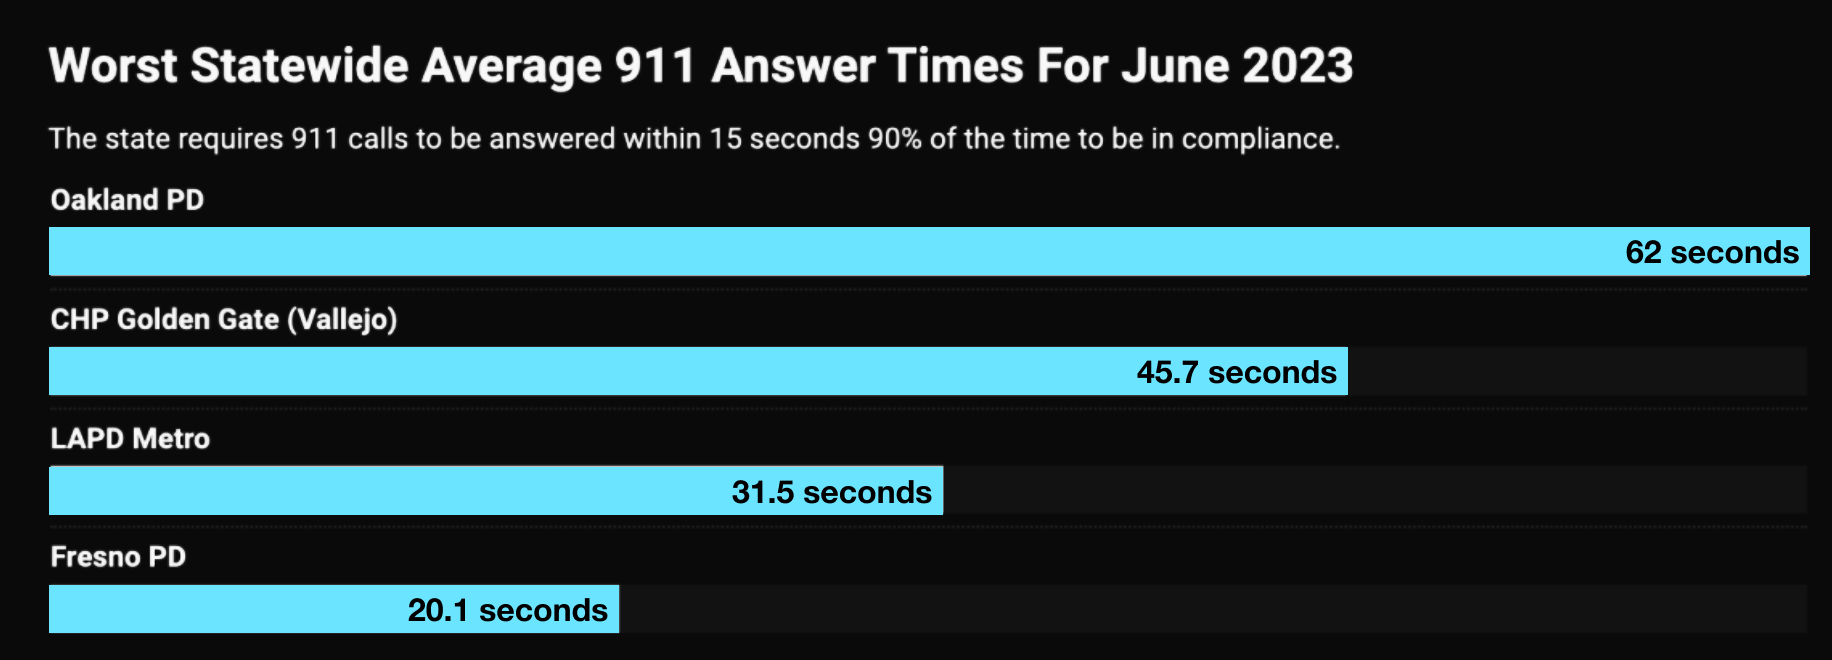 Worst Statewide Average 911 Answer Times For June 2023
The state requires 911 calls to be answered within 15 seconds 90% of the time to be in compliance.
Oakland PD
62 seconds
CHP Golden Gate (Vallejo)
45.7 seconds
LAPD Metro
31.5 seconds
Fresno PD
20.1 seconds